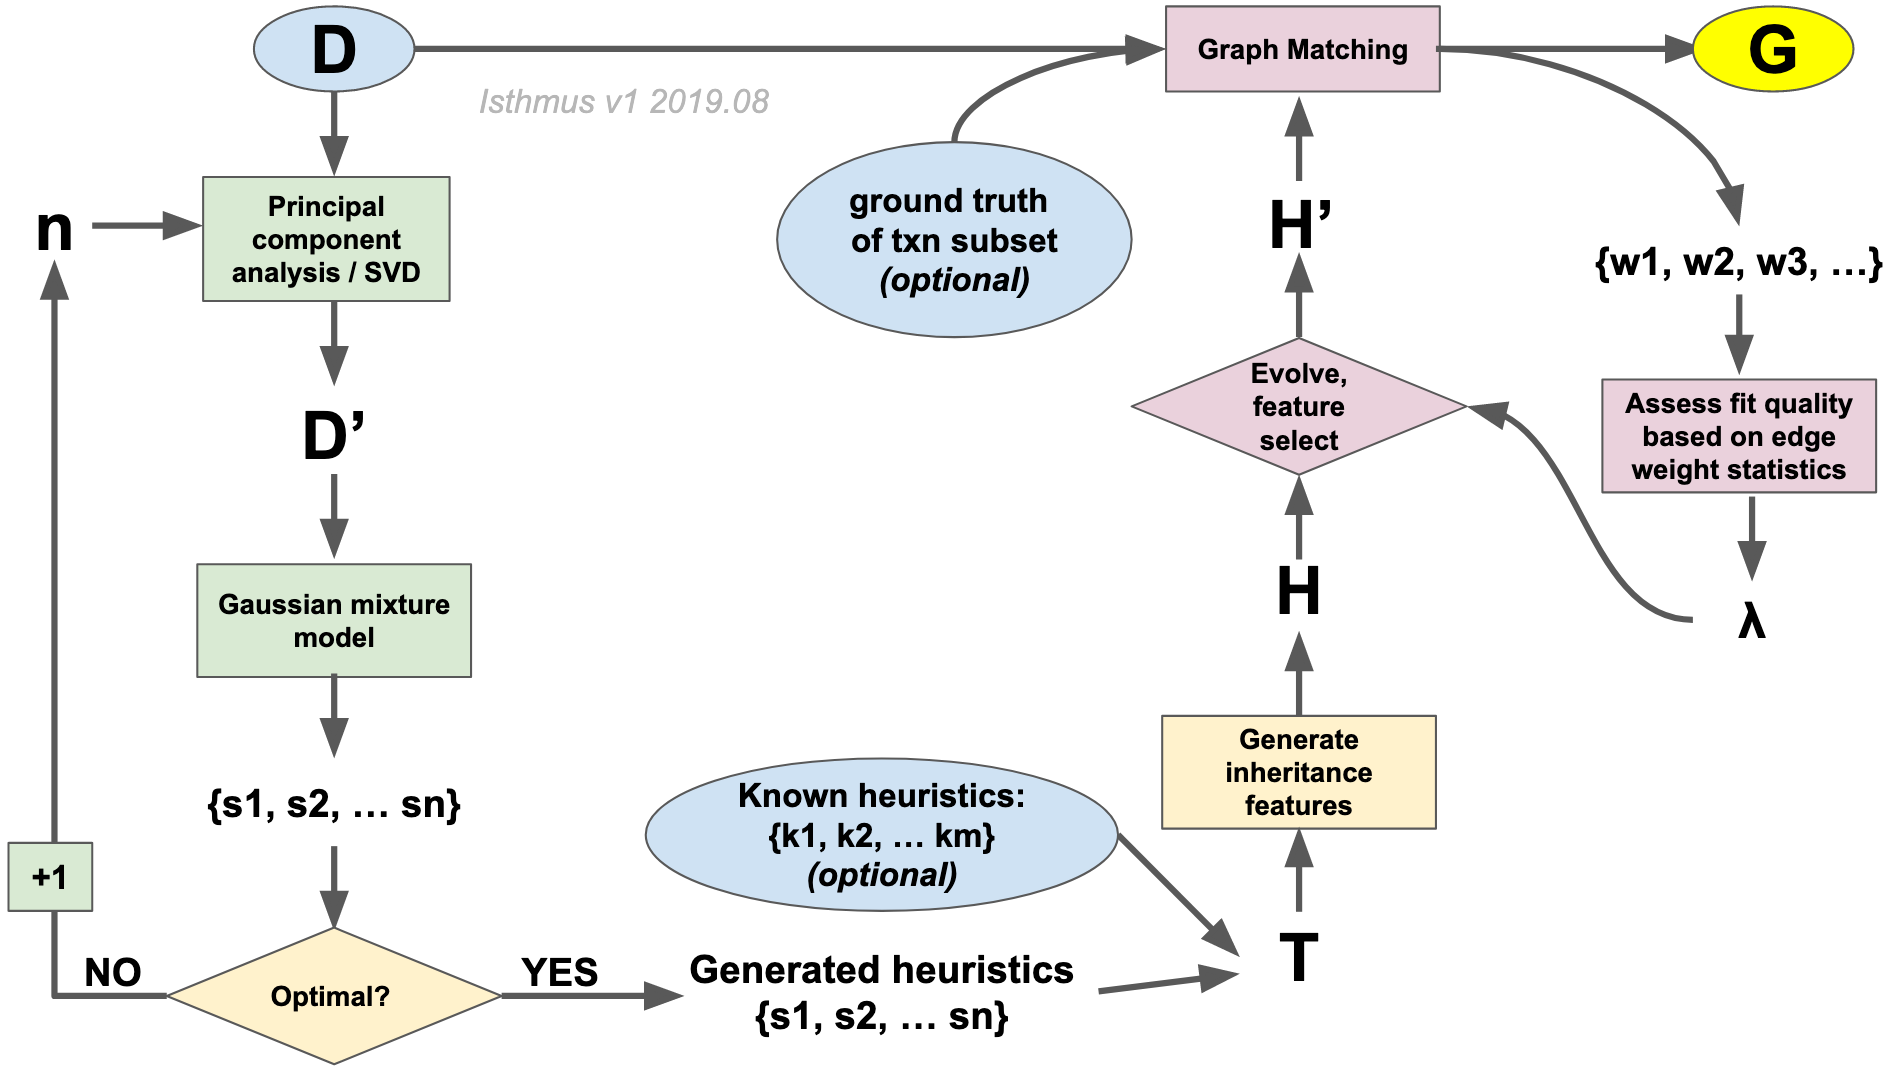 D
Isthmus v1 2019.08
Graph Matching
G
n
Principal
component
analysis / SVD
ground truth
of txn subset
(optional)
H’
{w1, w2, w3, …}
D’
Evolve,
feature
select
Assess fit quality
based on edge
weight statistics
Gaussian mixture
model
H
λ
{s1, s2, … sn}
Known heuristics:
{k1, k2, … km}
(optional)
Generate
inheritance
features
+1
NO
Optimal?
YES
Generated heuristics
{s1, s2, … sn}
T